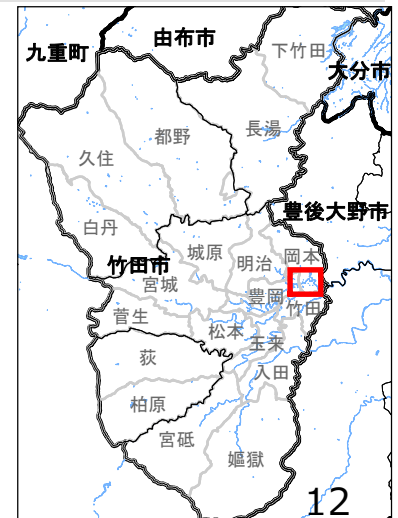 由布市
九重町
下竹田
大分市
長湯
都野
久住
豊後大野市
白丹
城原
岡本
明治
竹田市
宮城
豊岡
竹田
菅生
松本
玉来
荻
入田
柏原
宮砥
嫗獄
12